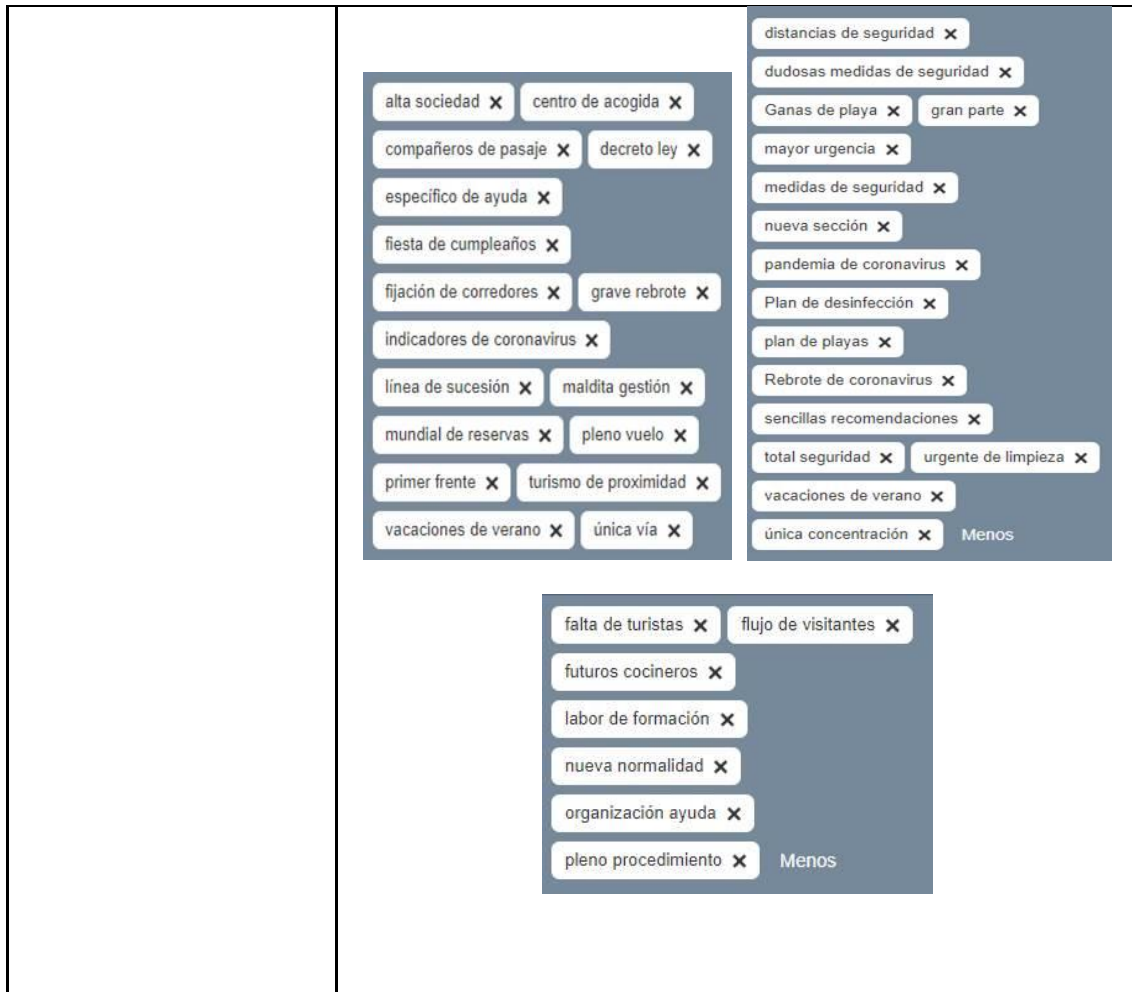 alta sociedad ✕ centro de acogida ✕
compañeros de pasaje ✕ decreto ley ✕
específico de ayuda ✕
fiesta de cumpleaños ✕
fijación de corredores ✕ grave rebrote ✕
indicadores de coronavirus ✕
línea de sucesión ✕ maldita gestión ✕
mundial de reservas ✕ pleno vuelo ✕
primer frente ✕ turismo de proximidad ✕
vacaciones de verano ✕ única vía ✕
distancias de seguridad ✕
dudosas medidas de seguridad ✕
Ganas de playa ✕ gran parte ✕
mayor urgencia ✕
medidas de seguridad ✕
nueva sección ✕
pandemia de coronavirus ✕
Plan de desinfección ✕
plan de playas ✕
Rebrote de coronavirus ✕
sencillas recomendaciones ✕
total seguridad ✕ urgente de limpieza ✕
vacaciones de verano ✕
única concentración ✕ Menos
falta de turistas ✕ flujo de visitantes ✕
futuros cocineros ✕
labor de formación ✕
nueva normalidad ✕
organización ayuda ✕
pleno procedimiento ✕ Menos